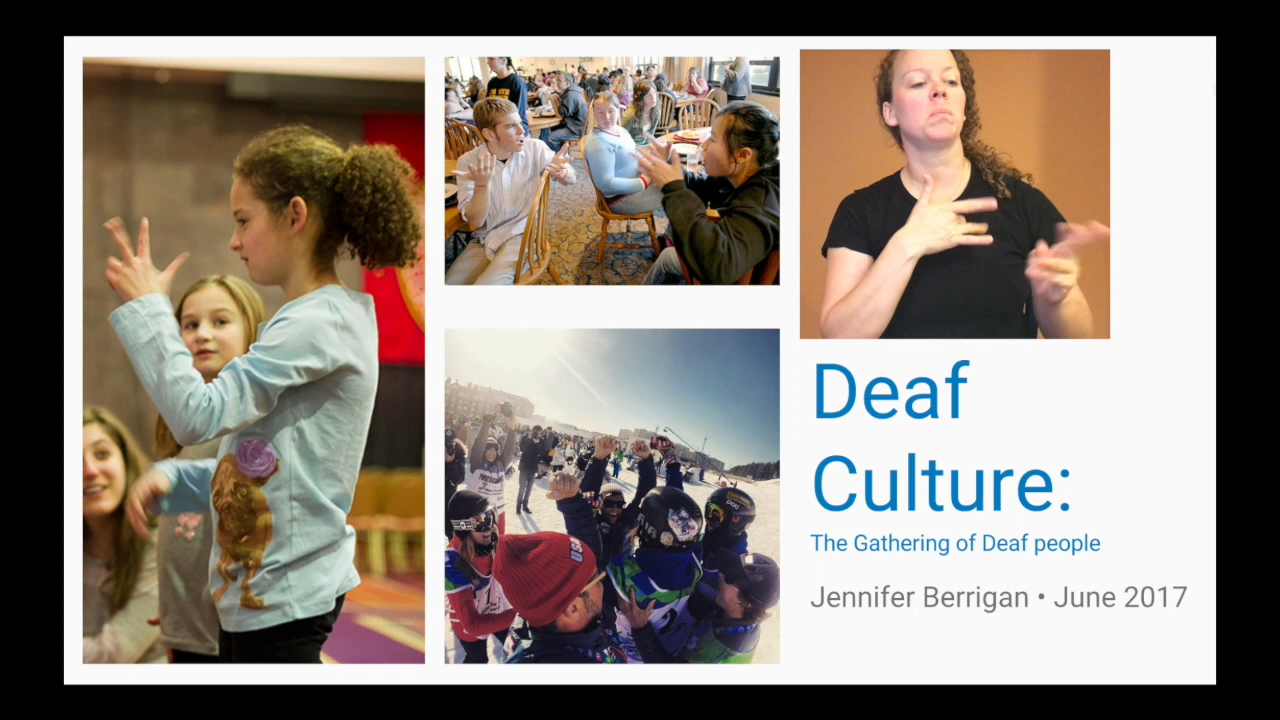 Deaf
Culture:
The Gathering of Deaf people
Jennifer Berrigan • June 2017